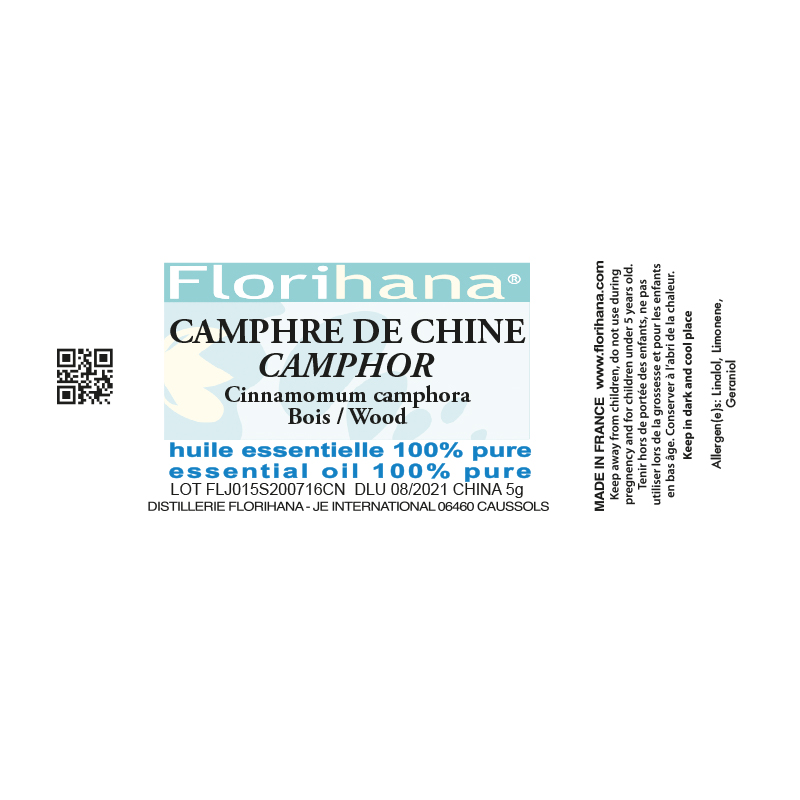 Florihana®
CAMPHRE DE CHINE
CAMPHOR
Cinnamomum camphora
Bois / Wood
huile essentielle 100% pure
essential oil 100% pure
LOT FLJ015S200716CN DLU 08/2021 CHINA 5g
DISTILLERIE FLORIHANA - JE INTERNATIONAL 06460 CAUSSOLS
MADE IN FRANCE www.florihana.com
Keep away from children, do not use during
pregnancy and for children under 5 years old.
Tenir hors de portée des enfants, ne pas
utiliser lors de la grossesse et pour les enfants
en bas âge. Conserver à l'abri de la chaleur.
Keep in dark and cool place
Allergen(e)s: Linalol, Limonene,
Geraniol